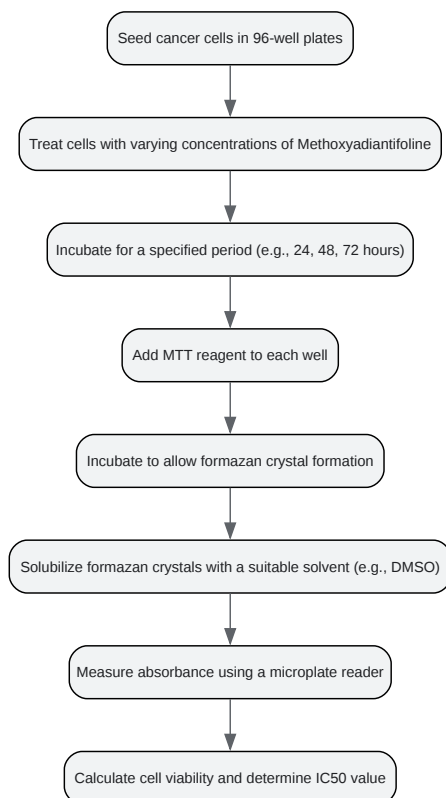 Seed cancer cells in 96-well plates
Treat cells with varying concentrations of Methoxyadiantifoline
Incubate for a specified period (e.g., 24, 48, 72 hours)
Add MTT reagent to each well
Incubate to allow formazan crystal formation
Solubilize formazan crystals with a suitable solvent (e.g., DMSO)
Measure absorbance using a microplate reader
Calculate cell viability and determine IC50 value